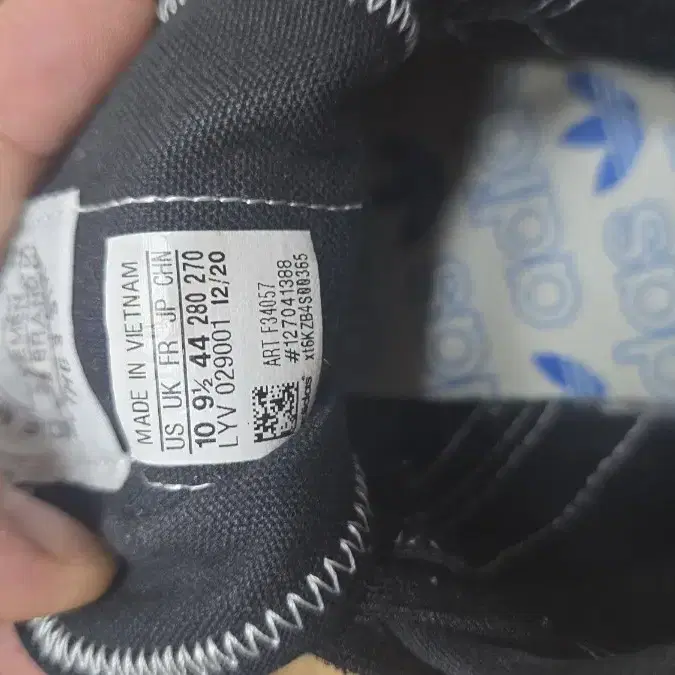 MADE IN VIETNAM
US UK FR JP CHN
10 9½ 44 280 270
LYV 029001 12/20
ART F34057
#127041388
xt6KZB4S00365
adidas